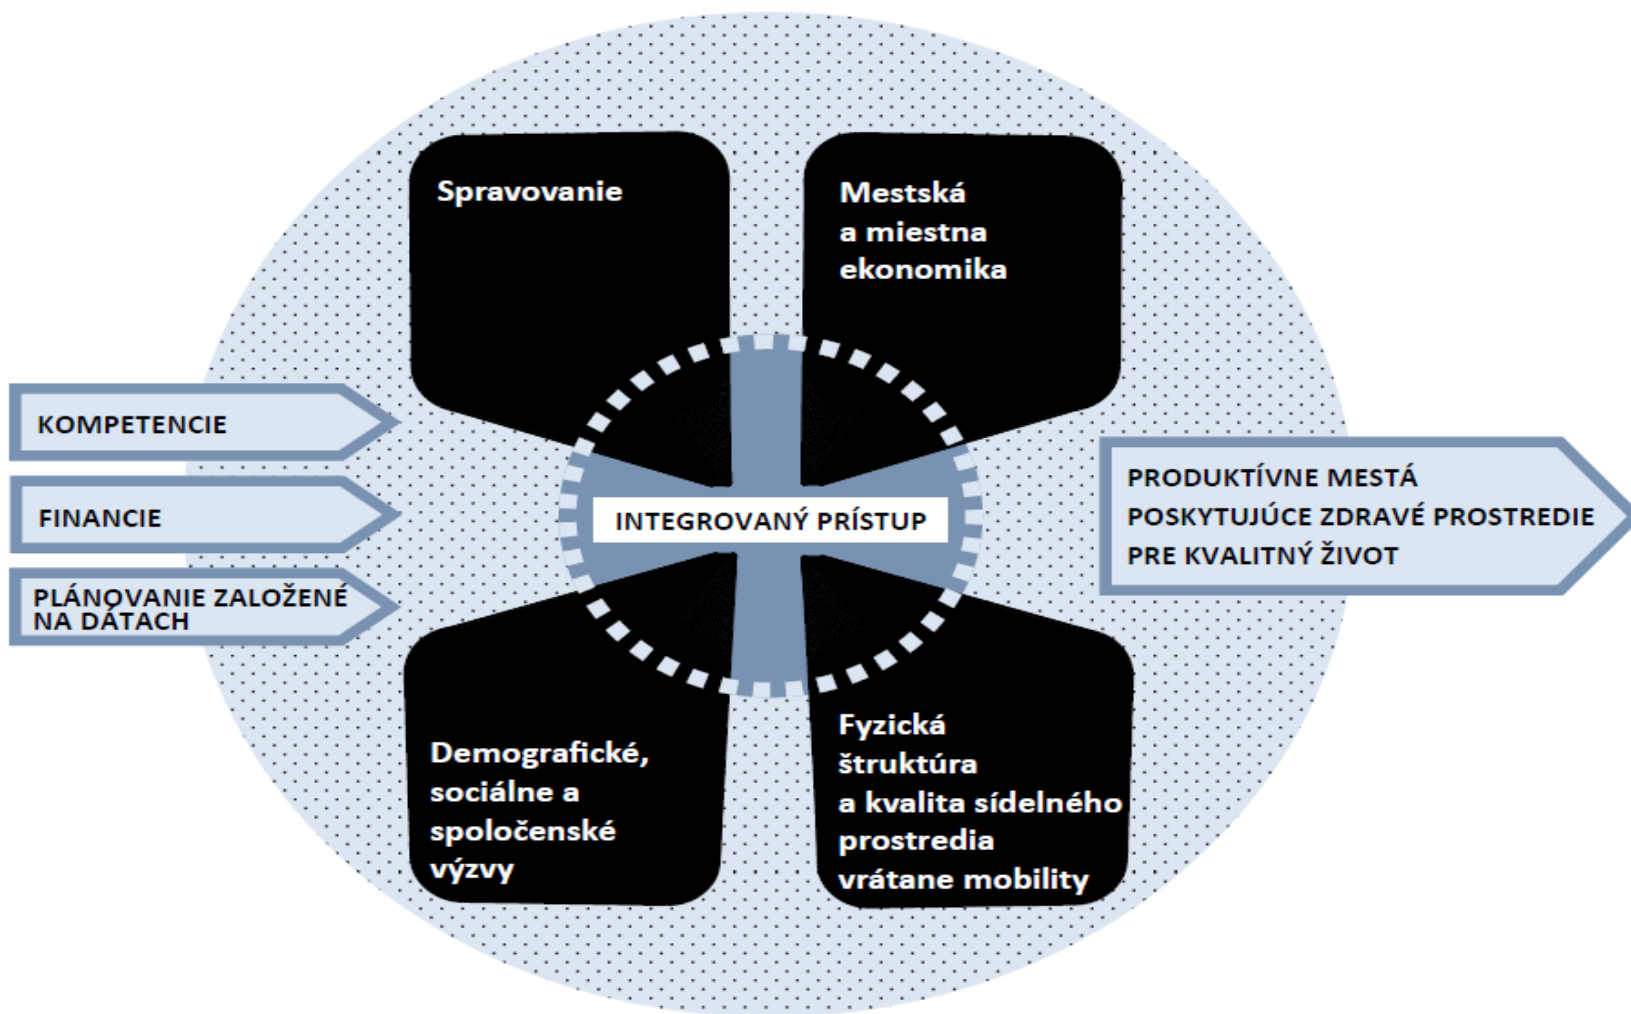 Spravovanie
Mestská
a miestna
ekonomika
KOMPETENCIE
FINANCIE
PLÁNOVANIE ZALOŽENÉ
NA DÁTACH
INTEGROVANÝ PRÍSTUP
PRODUKTÍVNE MESTÁ
POSKYTUJÚCE ZDRAVÉ PROSTREDIE
PRE KVALITNÝ ŽIVOT
Demografické,
sociálne a
spoločenské
výzvy
Fyzická
štruktúra
a kvalita sídelného
prostredia
vrátane mobility